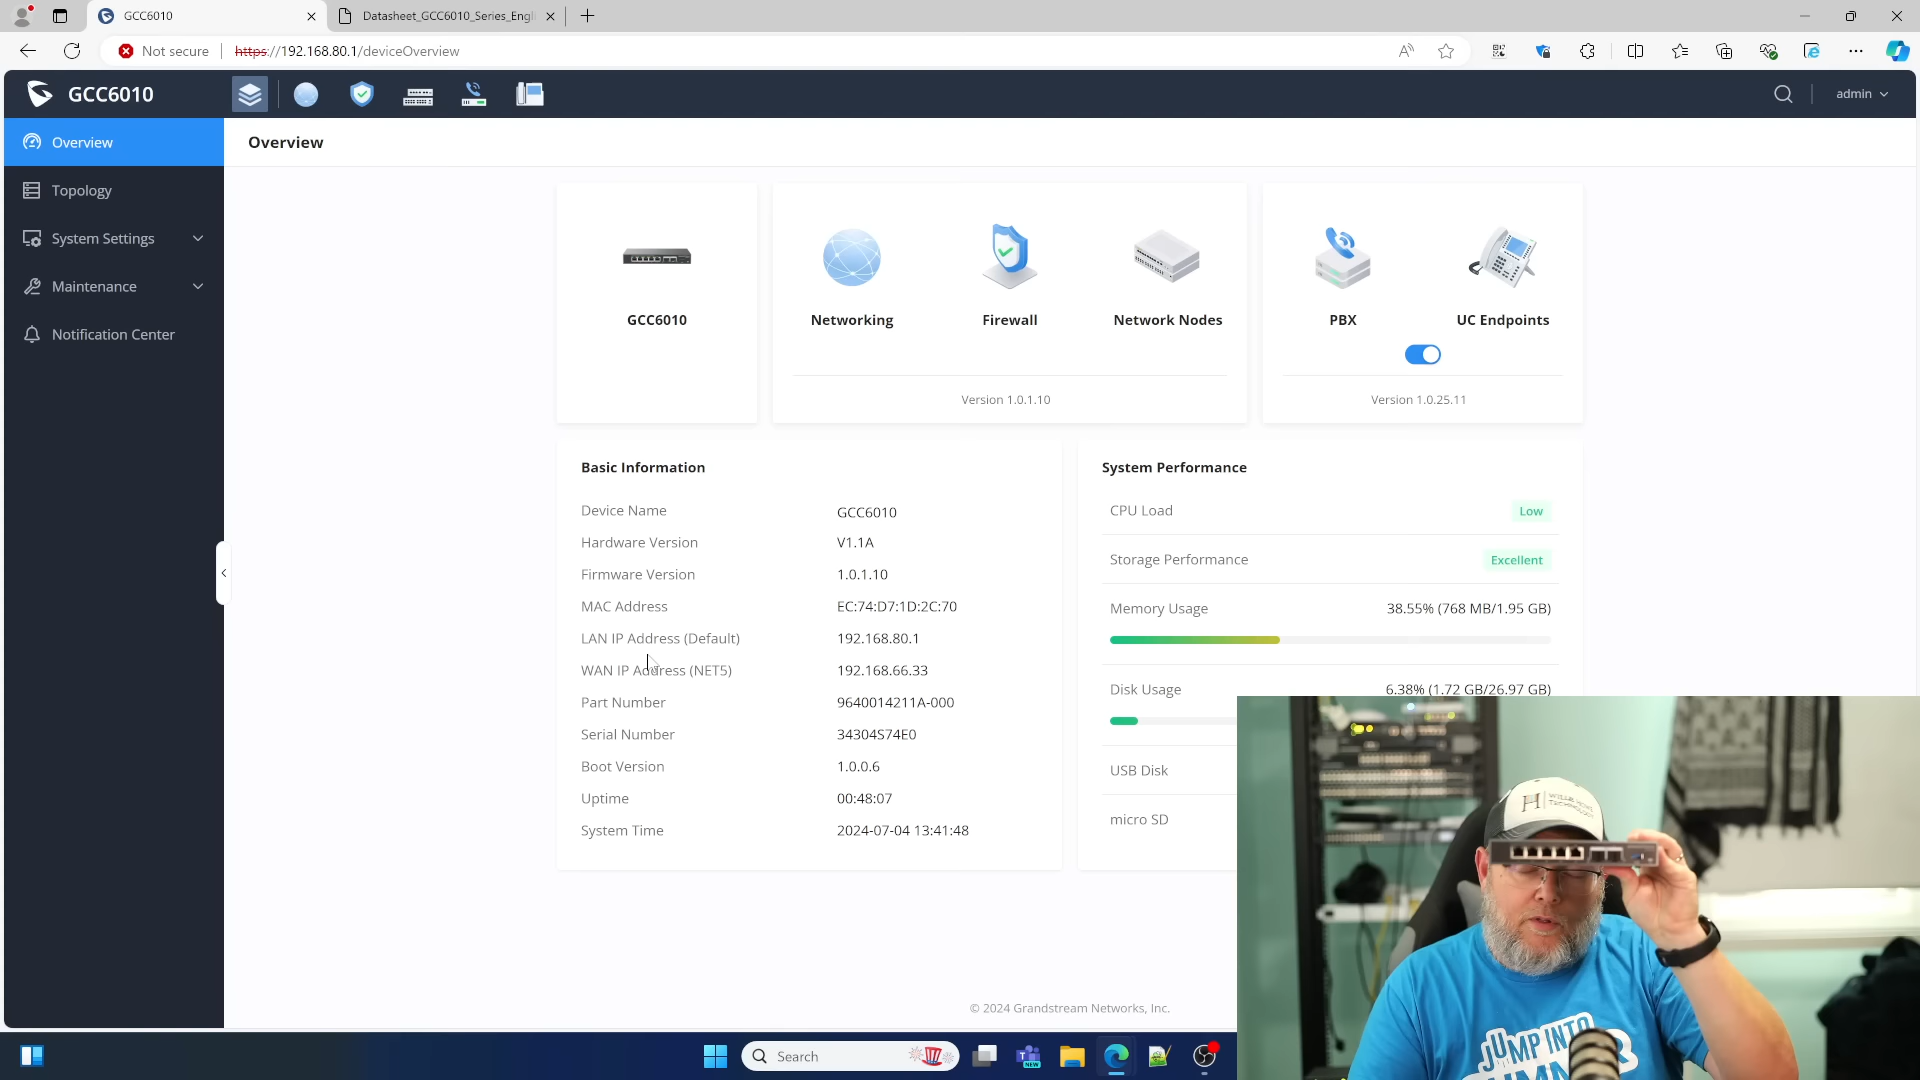 GCC6010
Datasheet_GCC6010_Series_Engli
Not secure
https://192.168.80.1/deviceOverview
GCC6010
admin
Overview
Topology
System Settings
Maintenance
Notification Center
Overview
GCC6010
Networking
Firewall
Network Nodes
Version 1.0.1.10
PBX
UC Endpoints
Version 1.0.25.11
Basic Information
Device Name GCC6010
Hardware Version V1.1A
Firmware Version 1.0.1.10
MAC Address EC:74:D7:1D:2C:70
LAN IP Address (Default) 192.168.80.1
WAN IP Address (NET5) 192.168.66.33
Part Number 9640014211A-000
Serial Number 34304S74E0
Boot Version 1.0.0.6
Uptime 00:48:07
System Time 2024-07-04 13:41:48
System Performance
CPU Load Low
Storage Performance Excellent
Memory Usage 38.55% (768 MB/1.95 GB)
Disk Usage 6.38% (1.72 GB/26.97 GB)
USB Disk
micro SD
© 2024 Grandstream Networks, Inc.
Search
NEW
H
WILLIE HOWE
TECHNOLOGY
JUMP INTO